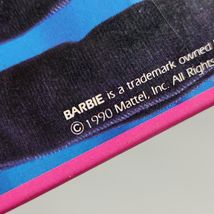 BARBIE is a trademark owned
© 1990 Mattel, Inc. All Rights